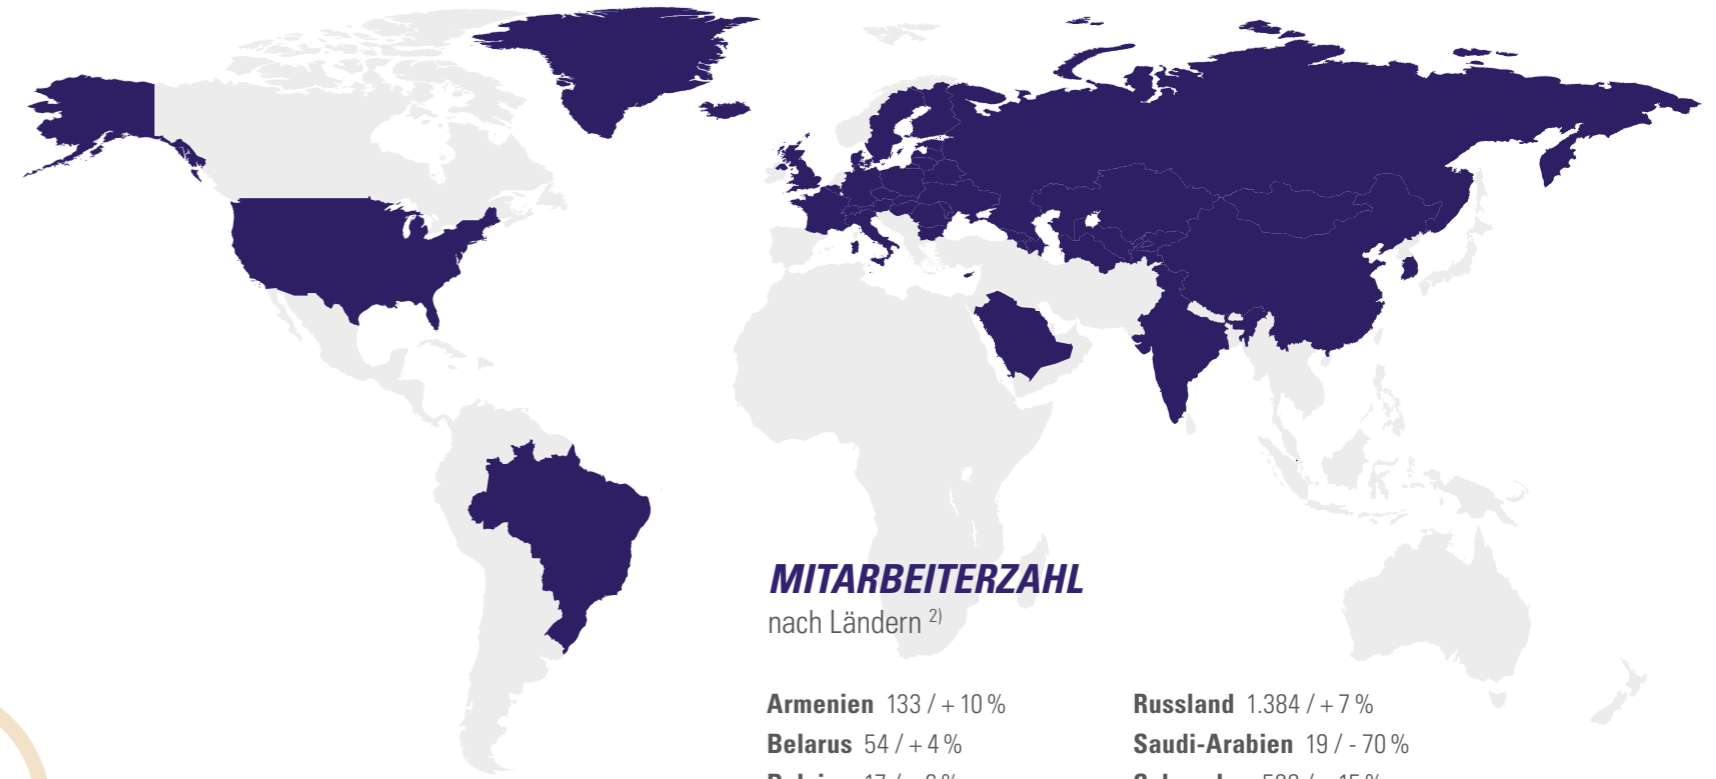 MITARBEITERZAHL
nach Ländern 2)
Armenien 133 / + 10 %
Belarus 54 / + 4 %
Russland 1.384 / + 7 %
Saudi-Arabien 19 / - 70 %